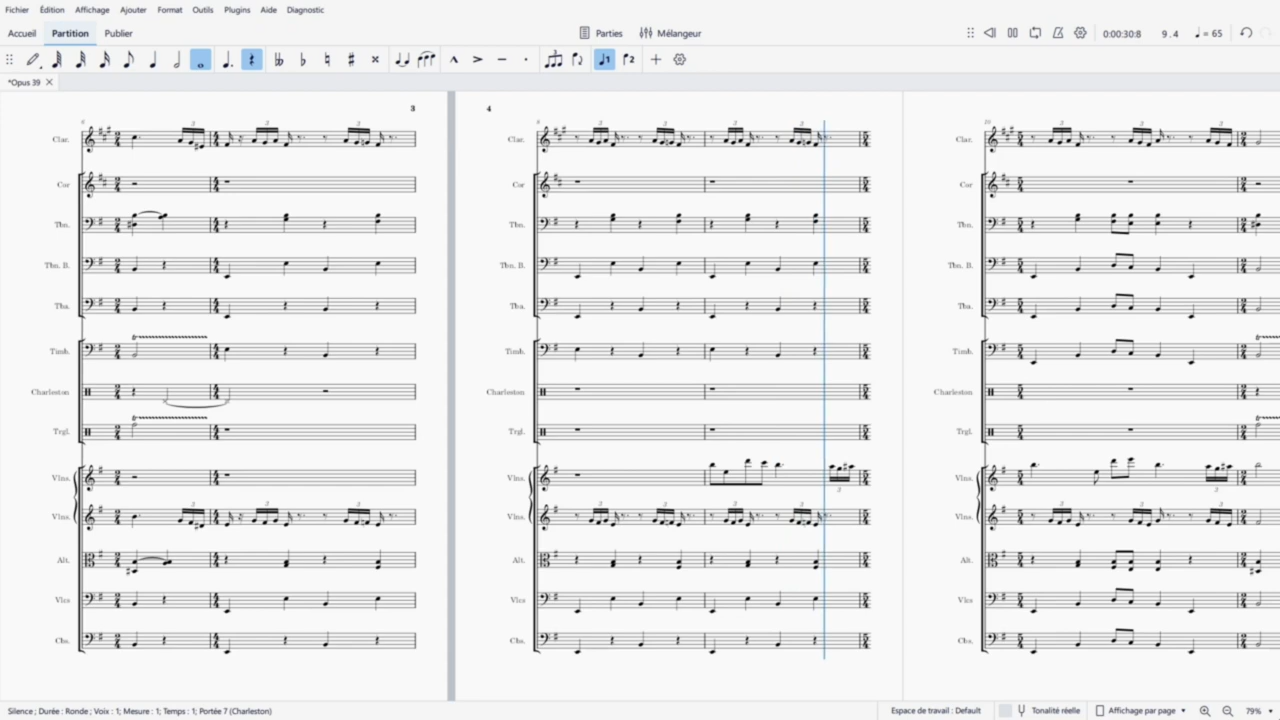 Fichier Édition Affichage Ajouter Format Outils Plugins Aide Diagnostic
Accueil Partition Publier Parties Mélangeur 0:00:30:8 9 . 4 = 65
1 2
*Opus 39
3 4
Clar. Clar. Clar.
Cor Cor Cor
Tbn. Tbn. Tbn.
Tbn. B. Tbn. B. Tbn. B.
Tba. Tba. Tba.
Timb. Timb. Timb.
Charleston Charleston Charleston
Trgl. Trgl. Trgl.
Vlns. Vlns. Vlns.
Vlns. Vlns. Vlns.
Alt. Alt. Alt.
Vlcs Vlcs Vlcs
Cbs. Cbs. Cbs.
Silence ; Durée : Ronde ; Voix : 1; Mesure : 1; Temps : 1; Portée 7 (Charleston) Espace de travail : Default Tonalité réelle Affichage par page 79%